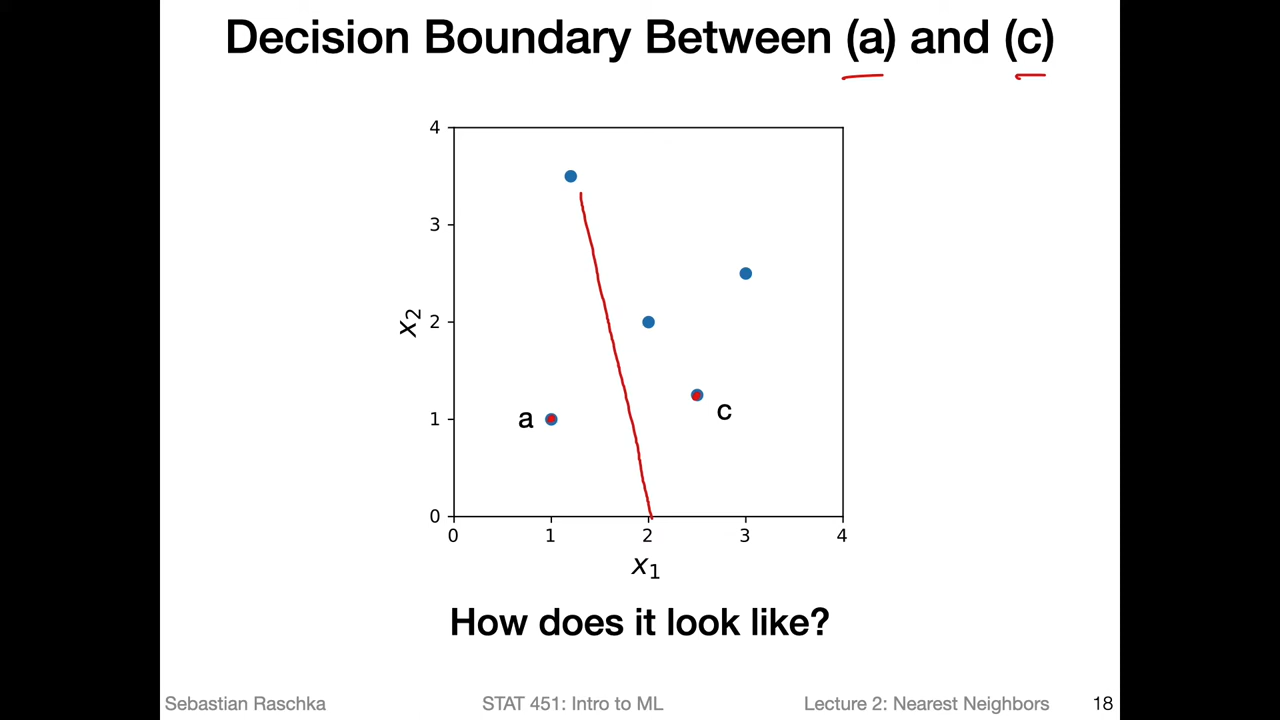 Decision Boundary Between (a) and (c)
4
3
2
1
0
x₂
a
c
0 1 2 3 4
x₁
How does it look like?
Sebastian Raschka STAT 451: Intro to ML Lecture 2: Nearest Neighbors 18